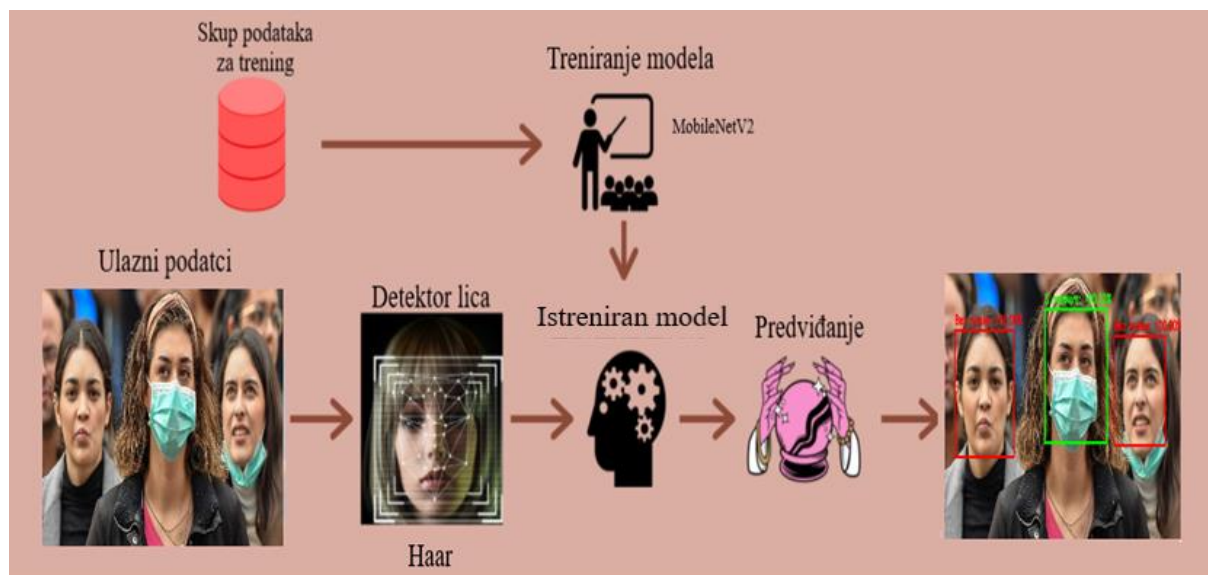 Skup podataka
za trening
Treniranje modela
MobileNetV2
Ulazni podatci
Detektor lica
Haar
Istreniran model
Predviđanje